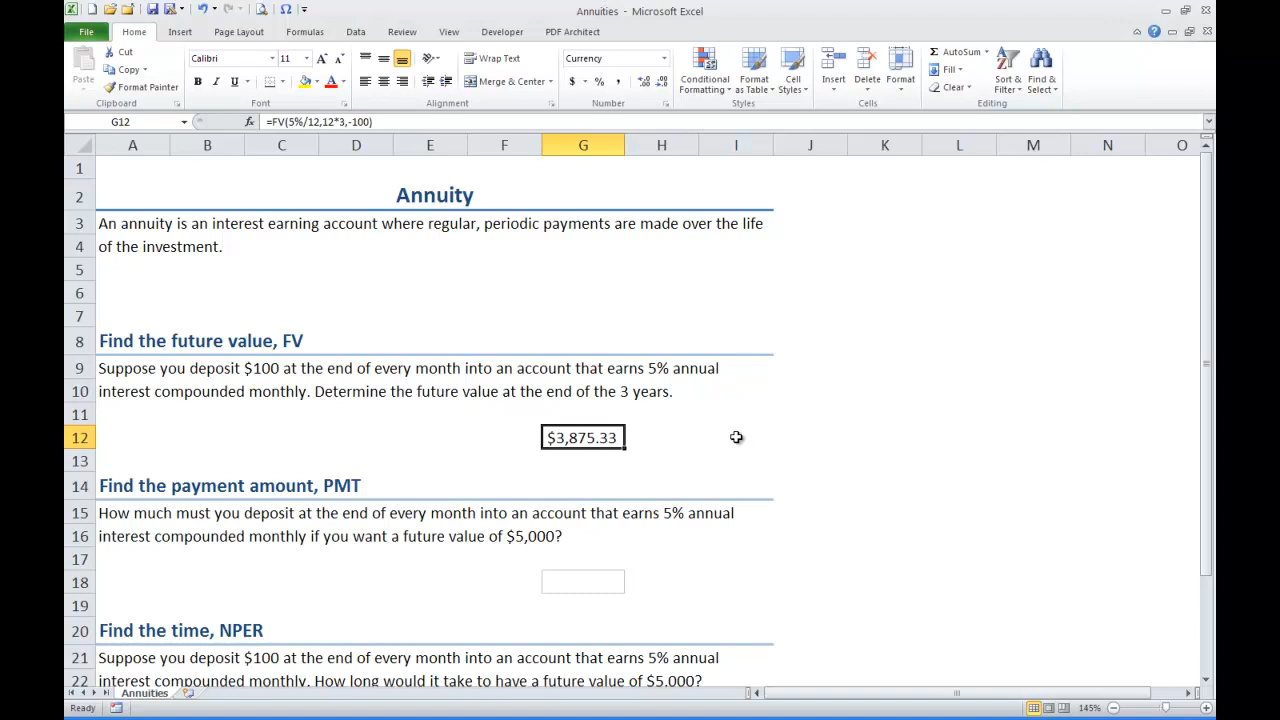 Annuities - Microsoft Excel
File Home Insert Page Layout Formulas Data Review View Developer PDF Architect
Paste Cut Copy Format Painter
Calibri 11 Wrap Text Merge & Center Currency
Conditional Formatting Format as Table Cell Styles Insert Delete Format
AutoSum Fill Clear Sort & Filter Find & Select
Clipboard Font Alignment Number Styles Cells Editing
G12 fx =FV(5%/12,12*3,-100)
A B C D E F G H I J K L M N O
1
2 Annuity
3 An annuity is an interest earning account where regular, periodic payments are made over the life
4 of the investment.
5
6
7
8 Find the future value, FV
9 Suppose you deposit $100 at the end of every month into an account that earns 5% annual
10 interest compounded monthly. Determine the future value at the end of the 3 years.
11
12 $3,875.33
13
14 Find the payment amount, PMT
15 How much must you deposit at the end of every month into an account that earns 5% annual
16 interest compounded monthly if you want a future value of $5,000?
17
18
19
20 Find the time, NPER
21 Suppose you deposit $100 at the end of every month into an account that earns 5% annual
22 interest compounded monthly. How long would it take to have a future value of $5,000?
Annuities
Ready 145%